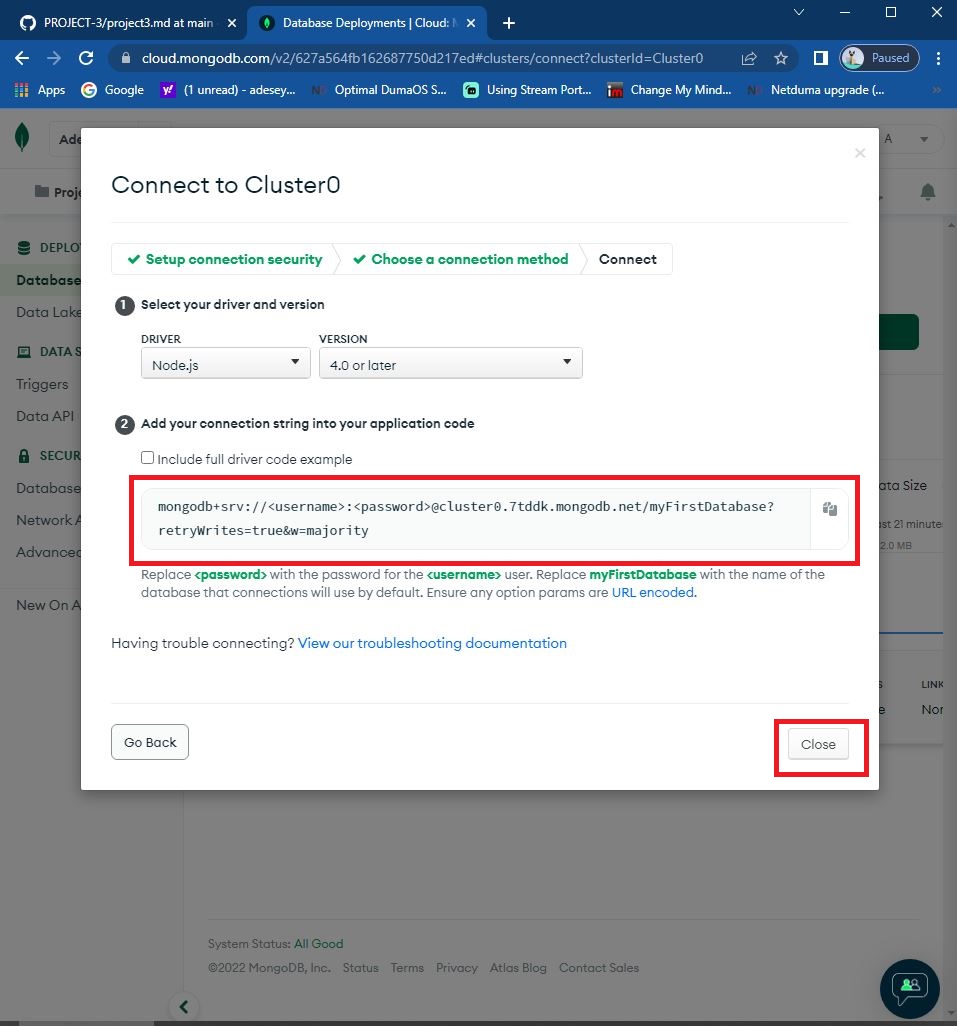 PROJECT-3/project3.md at main
Database Deployments | Cloud: M
cloud.mongodb.com/v2/627a564fb162687750d217ed#clusters/connect?clusterId=Cluster0
Paused
Apps
Google
(1 unread) - adesey...
Optimal DumaOS S...
Using Stream Port...
Change My Mind...
Netduma upgrade (...
Ade
A
Proje
Connect to Cluster0
Setup connection security
Choose a connection method
Connect
1 Select your driver and version
DRIVER
VERSION
Node.js
4.0 or later
2 Add your connection string into your application code
Include full driver code example
mongodb+srv://<username>:<password>@cluster0.7tddk.mongodb.net/myFirstDatabase?
retryWrites=true&w=majority
Replace <password> with the password for the <username> user. Replace myFirstDatabase with the name of the
database that connections will use by default. Ensure any option params are URL encoded.
Having trouble connecting? View our troubleshooting documentation
Go Back
Close
DEPLO
Database
Data Lake
DATA S
Triggers
Data API
SECUR
Database
Network A
Advanced
New On A
ata Size
ast 21 minutes
2.0 MB
S
LINK
e
Nor
System Status: All Good
©2022 MongoDB, Inc. Status Terms Privacy Atlas Blog Contact Sales